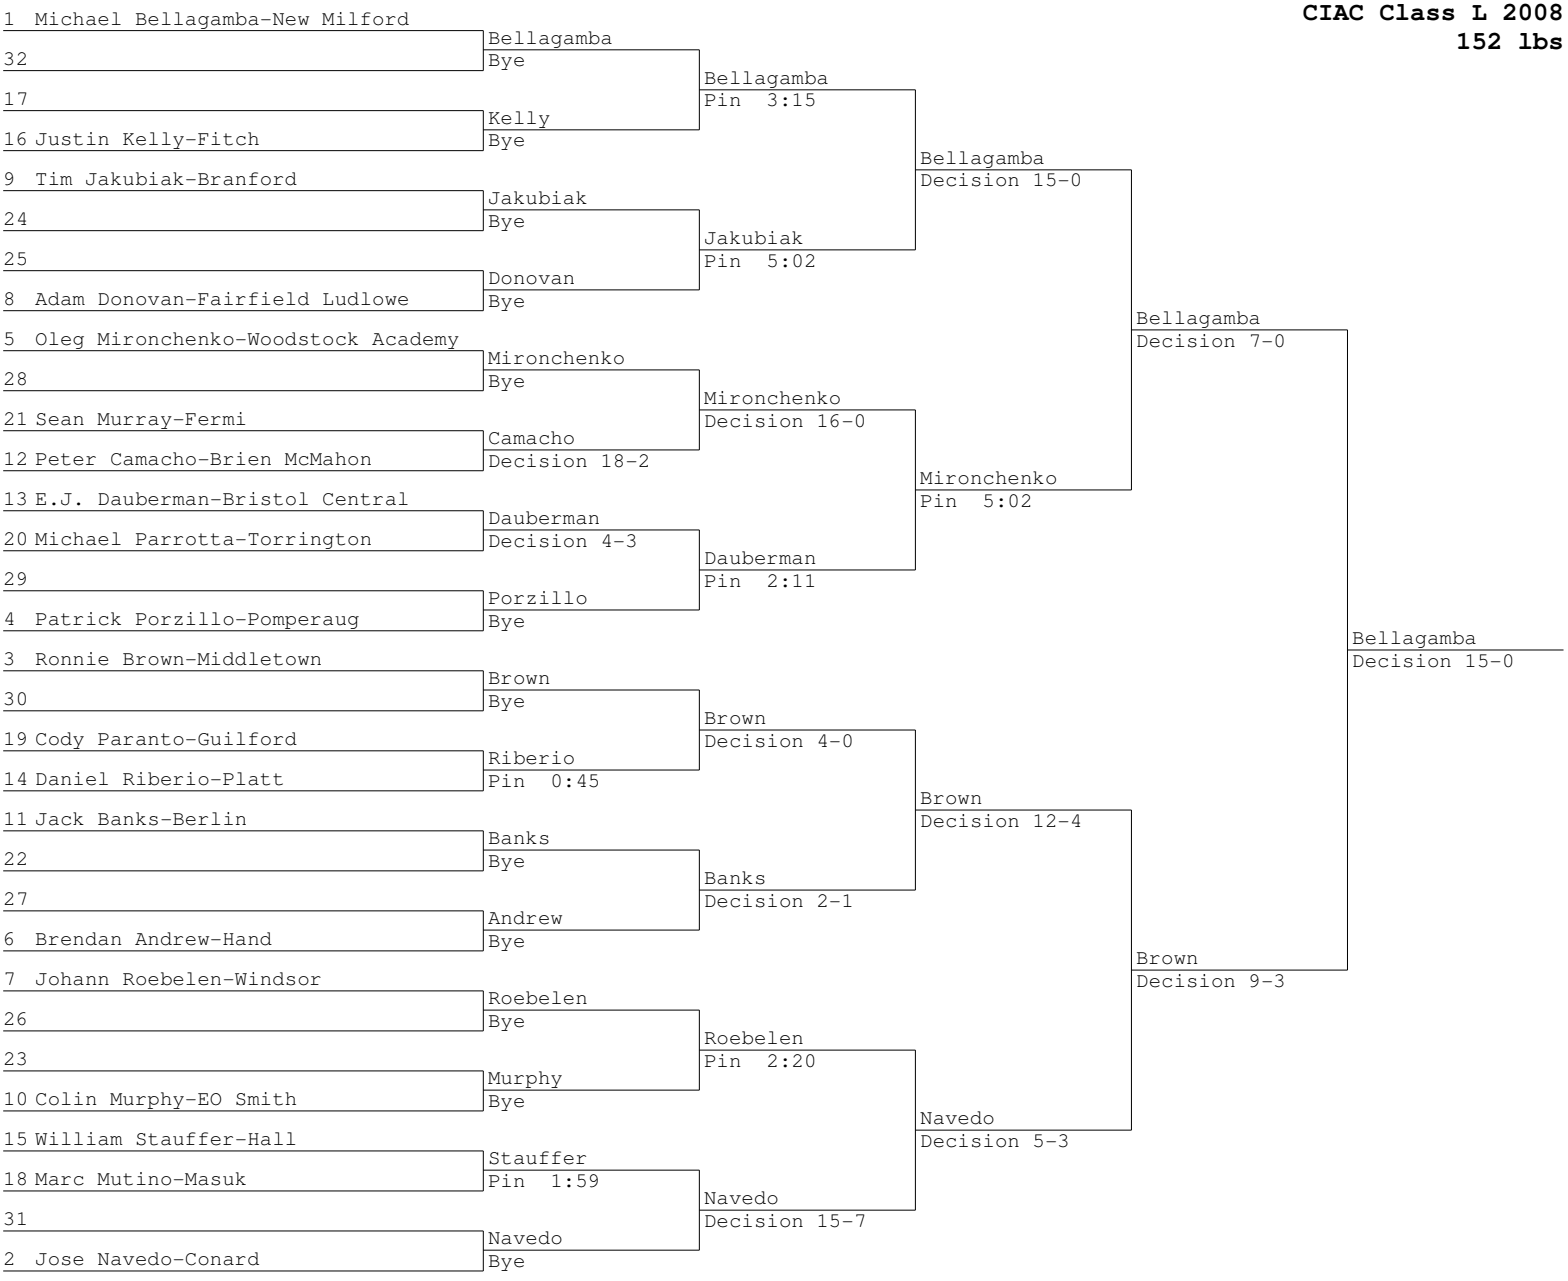 CIAC Class L 2008
152 lbs
1 Michael Bellagamba-New Milford
32
17
16 Justin Kelly-Fitch
9 Tim Jakubiak-Branford
24
25
8 Adam Donovan-Fairfield Ludlowe
5 Oleg Mironchenko-Woodstock Academy
28
21 Sean Murray-Fermi
12 Peter Camacho-Brien McMahon
13 E.J. Dauberman-Bristol Central
20 Michael Parrotta-Torrington
29
4 Patrick Porzillo-Pomperaug
3 Ronnie Brown-Middletown
30
19 Cody Paranto-Guilford
14 Daniel Riberio-Platt
11 Jack Banks-Berlin
22
27
6 Brendan Andrew-Hand
7 Johann Roebelen-Windsor
26
23
10 Colin Murphy-EO Smith
15 William Stauffer-Hall
18 Marc Mutino-Masuk
31
2 Jose Navedo-Conard
Bellagamba
Bye
Kelly
Bye
Jakubiak
Bye
Donovan
Bye
Mironchenko
Bye
Camacho
Decision 18-2
Dauberman
Decision 4-3
Porzillo
Bye
Brown
Bye
Riberio
Pin 0:45
Banks
Bye
Andrew
Bye
Roebelen
Bye
Murphy
Bye
Stauffer
Pin 1:59
Navedo
Bye
Bellagamba
Pin 3:15
Jakubiak
Pin 5:02
Mironchenko
Decision 16-0
Dauberman
Pin 2:11
Brown
Decision 4-0
Banks
Decision 2-1
Roebelen
Pin 2:20
Navedo
Decision 15-7
Bellagamba
Decision 15-0
Mironchenko
Pin 5:02
Brown
Decision 12-4
Navedo
Decision 5-3
Bellagamba
Decision 7-0
Brown
Decision 9-3
Bellagamba
Decision 15-0